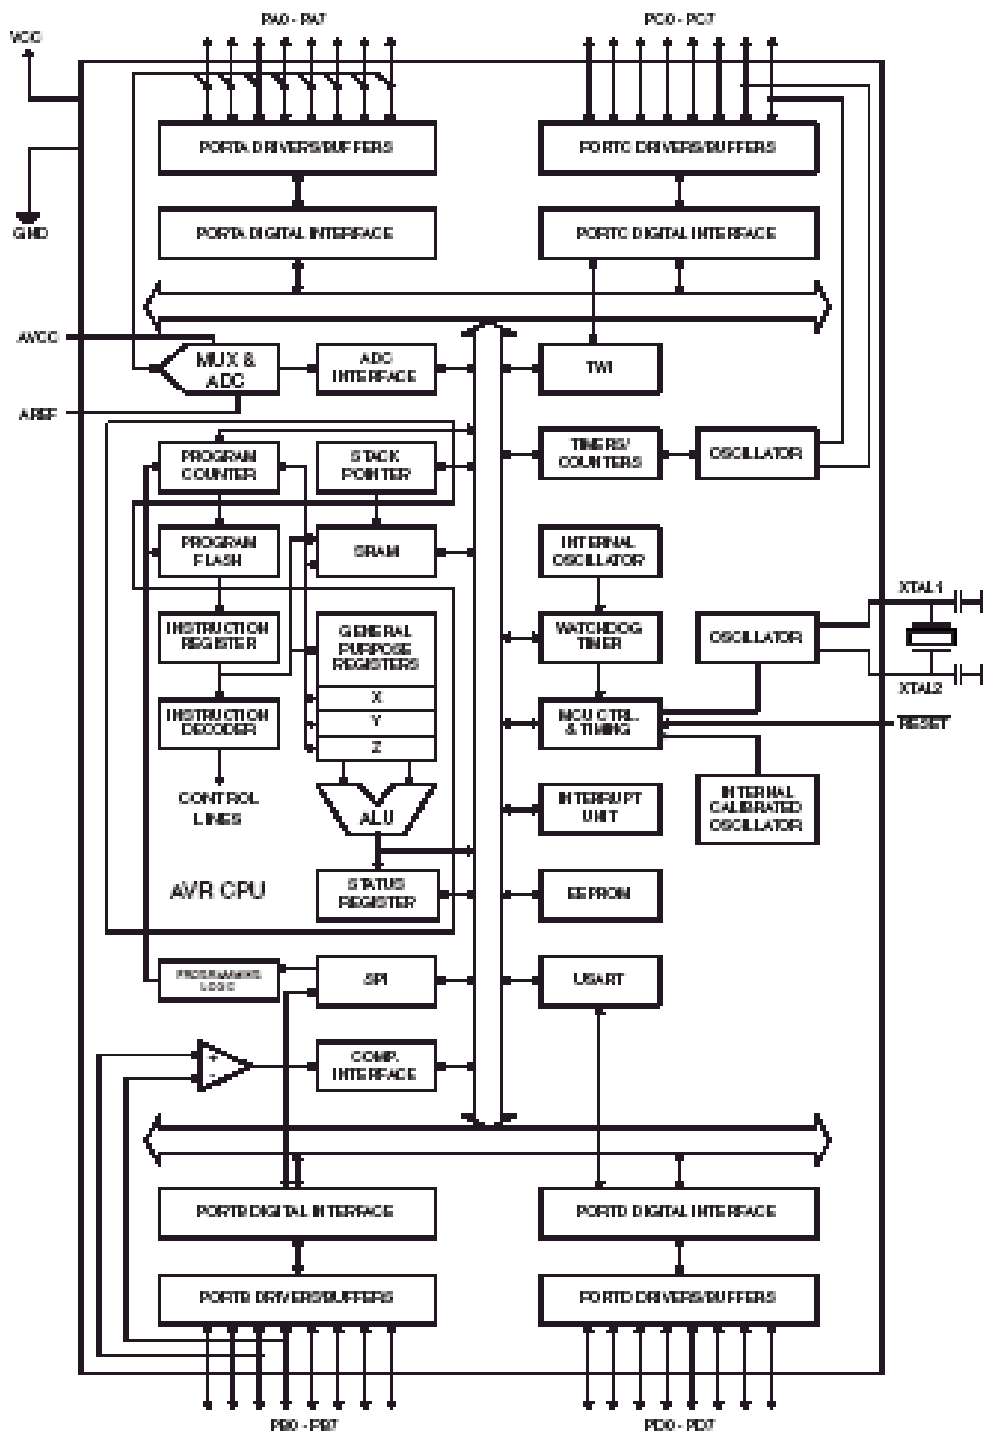 PA0 - PA7
PC0 - PC7
VCC
PORTA DRIVERS/BUFFERS
PORTC DRIVERS/BUFFERS
GND
PORTA DIGITAL INTERFACE
PORTC DIGITAL INTERFACE
AVCC
MUX &
ADC
ADC
INTERFACE
TWI
AREF
PROGRAM
COUNTER
STACK
POINTER
TIMERS/
COUNTERS
OSCILLATOR
PROGRAM
FLASH
SRAM
INTERNAL
OSCILLATOR
XTAL1
INSTRUCTION
REGISTER
GENERAL
PURPOSE
REGISTERS
WATCHDOG
TIMER
OSCILLATOR
XTAL2
X
Y
Z
INSTRUCTION
DECODER
MCU CTRL.
& TIMING
RESET
CONTROL
LINES
ALU
INTERRUPT
UNIT
INTERNAL
CALIBRATED
OSCILLATOR
AVR CPU
STATUS
REGISTER
EEPROM
PROGRAMMING
LOGIC
SPI
USART
+
-
COMP.
INTERFACE
PORTB DIGITAL INTERFACE
PORTD DIGITAL INTERFACE
PORTB DRIVERS/BUFFERS
PORTD DRIVERS/BUFFERS
PB0 - PB7
PD0 - PD7